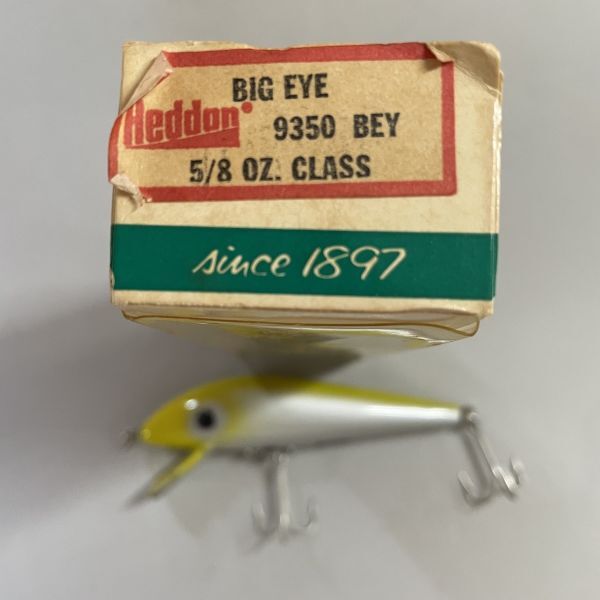 BIG EYE
Heddon® 9350 BEY
5/8 OZ. CLASS
since 1897